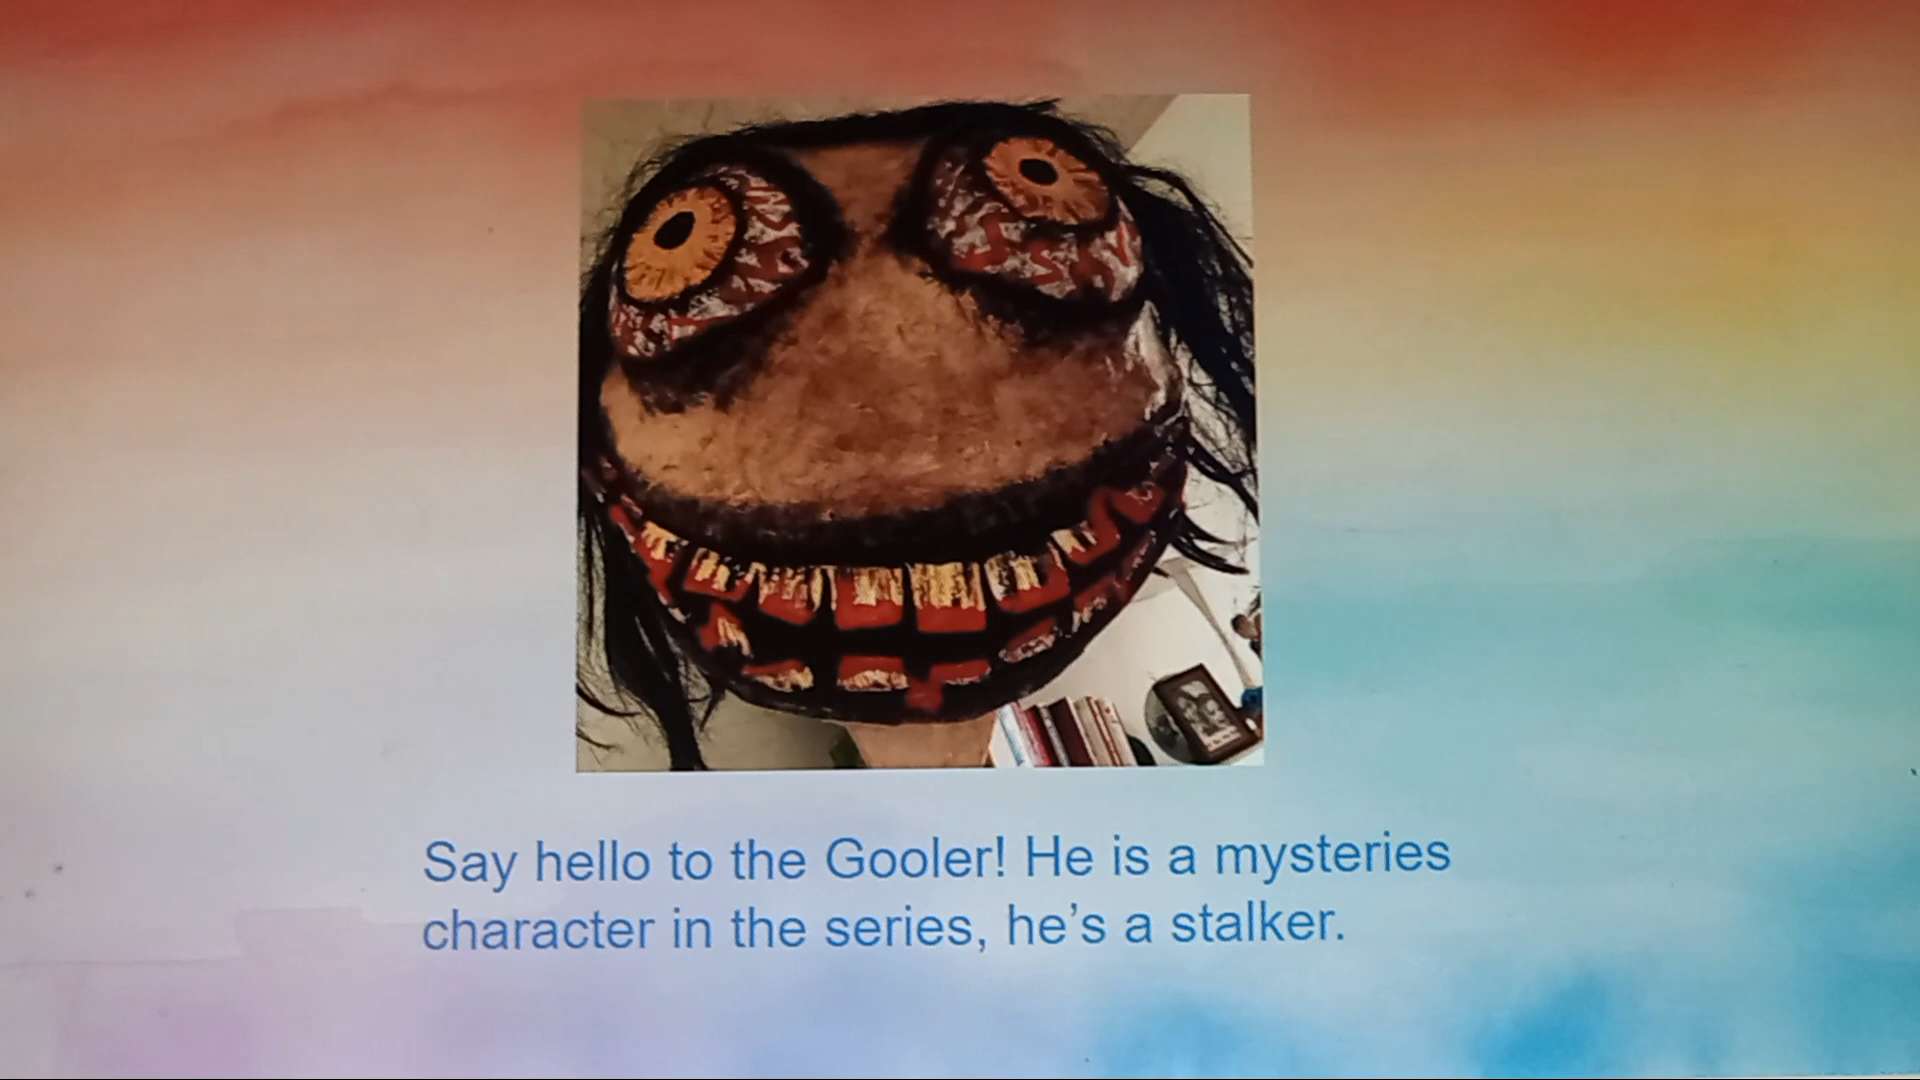 Say hello to the Gooler! He is a mysteries
character in the series, he’s a stalker.